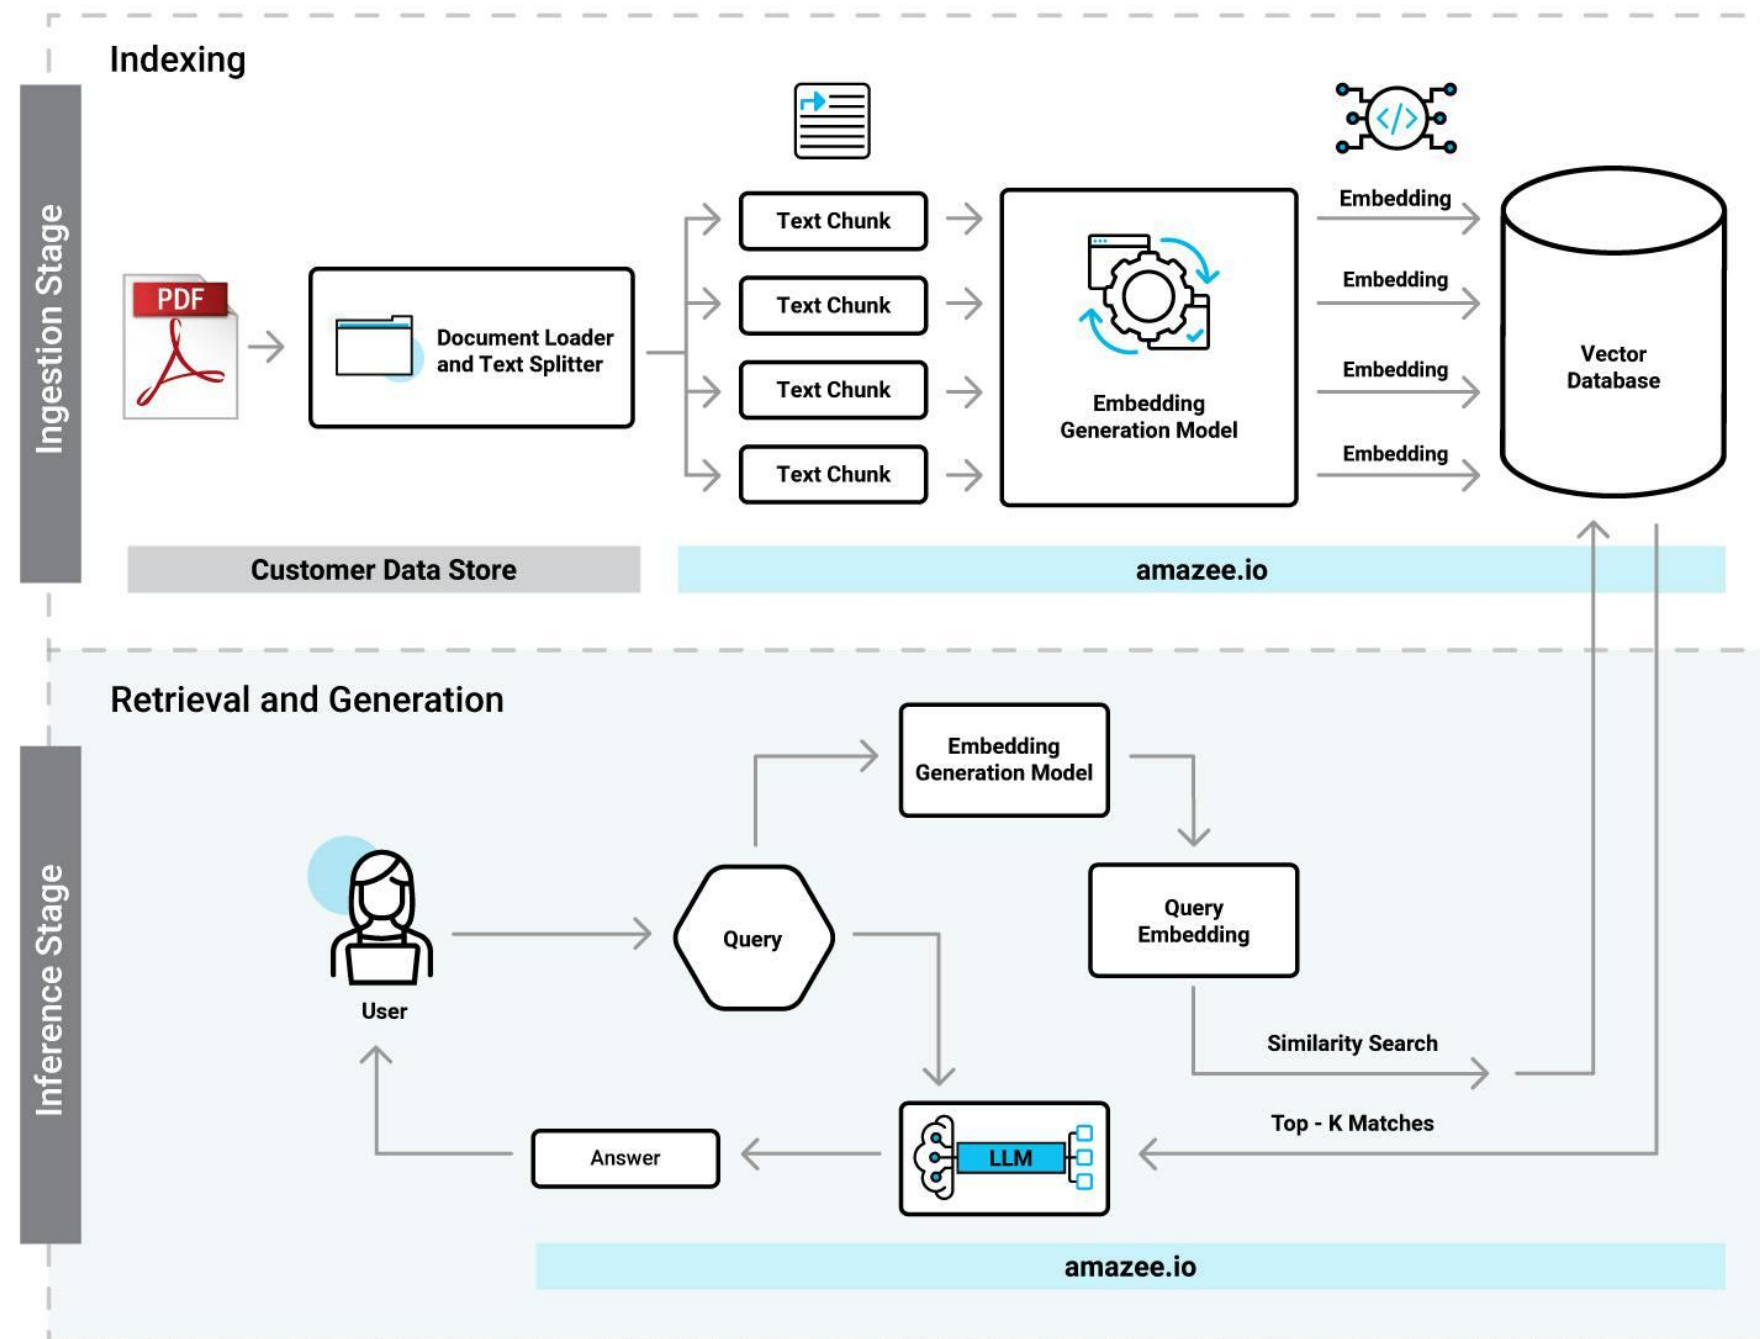 Indexing
Ingestion Stage
PDF
Document Loader
and Text Splitter
Text Chunk
Text Chunk
Text Chunk
Text Chunk
Embedding
Generation Model
Embedding
Embedding
Embedding
Embedding
Vector
Database
Customer Data Store
amazee.io
Retrieval and Generation
Inference Stage
User
Query
Embedding
Generation Model
Query
Embedding
Similarity Search
Top - K Matches
LLM
Answer
amazee.io